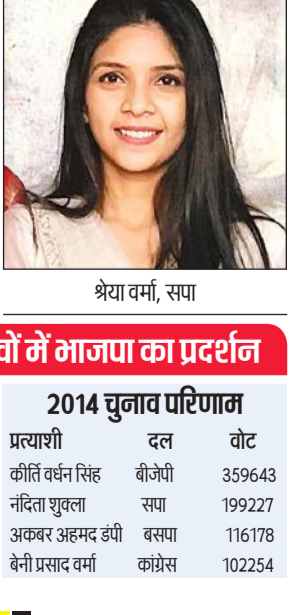 श्रेया वर्मा, सपा
में भाजपा का प्रदर्शन
2014 चुनाव परिणाम
प्रत्याशी दल वोट
कीर्ति वर्धन सिंह बीजेपी 359643
नंदिता शुक्ला सपा 199227
अकबर अहमद डंपी बसपा 116178
बेनी प्रसाद वर्मा कांग्रेस 102254